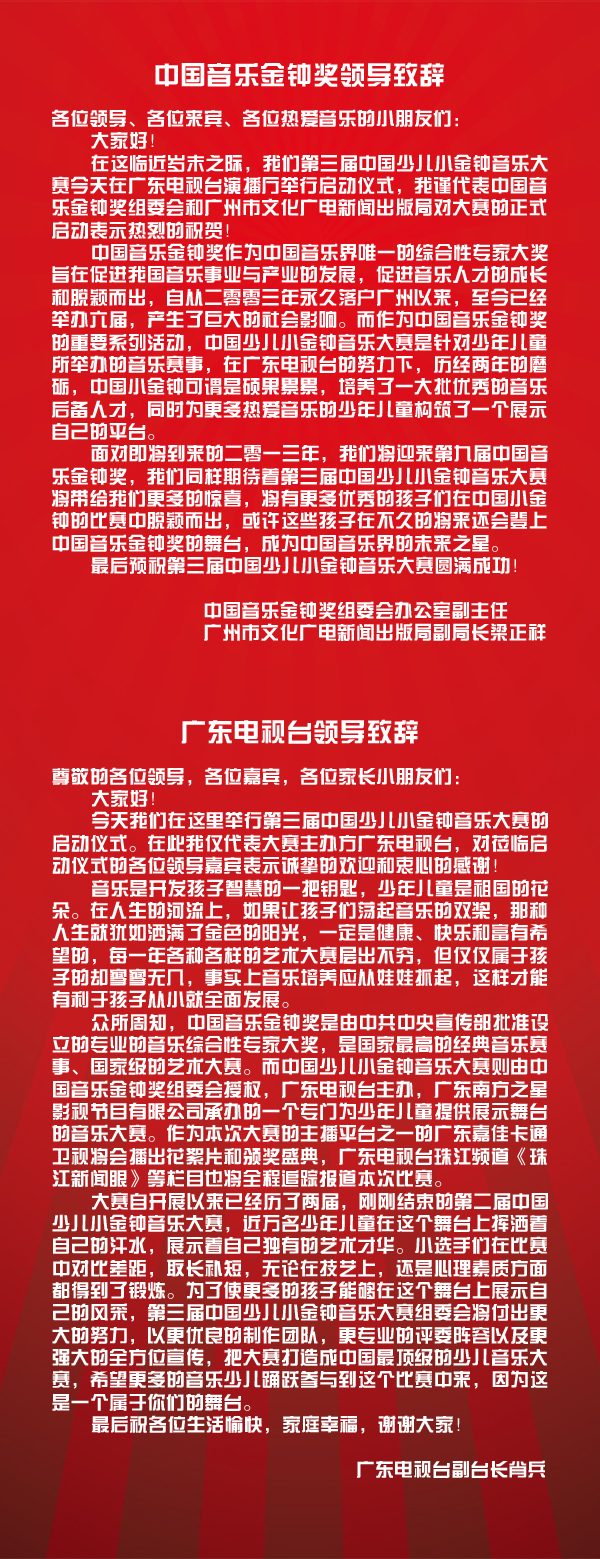 中国音乐金钟奖领导致辞
各位领导、各位来宾、各位热爱音乐的小朋友们：
大家好！
在这临近岁末之际，我们第三届中国少儿小金钟音乐大
赛今天在广东电视台演播厅举行启动仪式，我谨代表中国音
乐金钟奖组委会和广州市文化广电新闻出版局对大赛的正式
启动表示热烈的祝贺！
中国音乐金钟奖作为中国音乐界唯一的综合性专家大奖
旨在促进我国音乐事业与产业的发展，促进音乐人才的成长
和脱颖而出，自从二零零三年永久落户广州以来，至今已经
举办六届，产生了巨大的社会影响。而作为中国音乐金钟奖
的重要系列活动，中国少儿小金钟音乐大赛是针对少年儿童
所举办的音乐赛事，在广东电视台的努力下，历经两年的磨
砺，中国小金钟可谓是硕果累累，培养了一大批优秀的音乐
后备人才，同时为更多热爱音乐的少年儿童构筑了一个展示
自己的平台。
面对即将到来的二零一三年，我们将迎来第九届中国音
乐金钟奖，我们同样期待着第三届中国少儿小金钟音乐大赛
将带给我们更多的惊喜，将有更多优秀的孩子们在中国小金
钟的比赛中脱颖而出，或许这些孩子在不久的将来还会登上
中国音乐金钟奖的舞台，成为中国音乐界的未来之星。
最后预祝第三届中国少儿小金钟音乐大赛圆满成功！
中国音乐金钟奖组委会办公室副主任
广州市文化广电新闻出版局副局长梁正祥
广东电视台领导致辞
尊敬的各位领导，各位嘉宾，各位家长小朋友们：
大家好！
今天我们在这里举行第三届中国少儿小金钟音乐大赛的
启动仪式。在此我仅代表大赛主办方广东电视台，对莅临启
动仪式的各位领导嘉宾表示诚挚的欢迎和衷心的感谢！
音乐是开发孩子智慧的一把钥匙，少年儿童是祖国的花
朵。在人生的河流上，如果让孩子们荡起音乐的双桨，那种
人生就犹如洒满了金色的阳光，一定是健康、快乐和富有希
望的，每一年各种各样的艺术大赛层出不穷，但仅仅属于孩
子的却寥寥无几，事实上音乐培养应从娃娃抓起，这样才能
有利于孩子从小就全面发展。
众所周知，中国音乐金钟奖是由中共中央宣传部批准设
立的专业的音乐综合性专家大奖，是国家最高的经典音乐赛
事、国家级的艺术大赛。而中国少儿小金钟音乐大赛则由中
国音乐金钟奖组委会授权，广东电视台主办，广东南方之星
影视节目有限公司承办的一个专门为少年儿童提供展示舞台
的音乐大赛。作为本次大赛的主播平台之一的广东嘉佳卡通
卫视将会播出花絮片和颁奖盛典，广东电视台珠江频道《珠
江新闻眼》等栏目也将全程追踪报道本次比赛。
大赛自开展以来已经历了两届，刚刚结束的第二届中国
少儿小金钟音乐大赛，近万名少年儿童在这个舞台上挥洒着
自己的汗水，展示着自己独有的艺术才华。小选手们在比赛
中对比差距，取长补短，无论在技艺上，还是心理素质方面
都得到了锻炼。为了使更多的孩子能够在这个舞台上展示自
己的风采，第三届中国少儿小金钟音乐大赛组委会将付出更
大的努力，以更优良的制作团队，更专业的评委阵容以及更
强大的全方位宣传，把大赛打造成中国最顶级的少儿音乐大
赛，希望更多的音乐少儿踊跃参与到这个比赛中来，因为这
是一个属于你们的舞台。
最后祝各位生活愉快，家庭幸福，谢谢大家！
广东电视台副台长肖兵